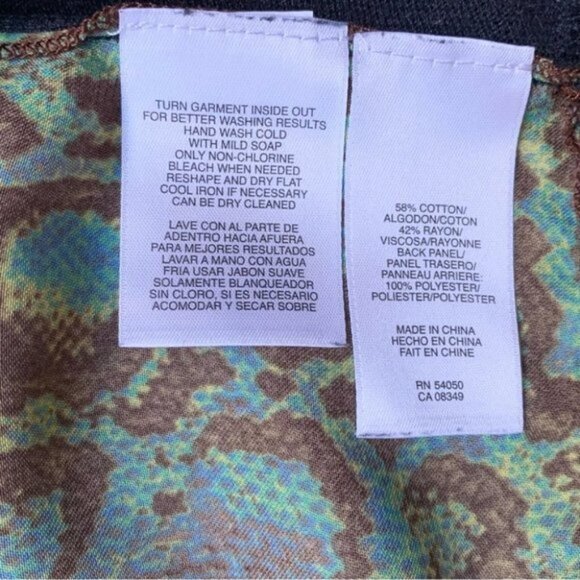 TURN GARMENT INSIDE OUT
FOR BETTER WASHING RESULTS
HAND WASH COLD
WITH MILD SOAP
ONLY NON-CHLORINE
BLEACH WHEN NEEDED
RESHAPE AND DRY FLAT
COOL IRON IF NECESSARY
CAN BE DRY CLEANED
LAVE CON AL PARTE DE
ADENTRO HACIA AFUERA
PARA MEJORES RESULTADOS
LAVAR A MANO CON AGUA
FRIA USAR JABON SUAVE
SOLAMENTE BLANQUEADOR
SIN CLORO, SI ES NECESARIO
ACOMODAR Y SECAR SOBRE
58% COTTON/
ALGODON/COTON
42% RAYON/
VISCOSA/RAYONNE
BACK PANEL/
PANEL TRASERO/
PANNEAU ARRIERE:
100% POLYESTER/
POLIESTER/POLYESTER
MADE IN CHINA
HECHO EN CHINA
FAIT EN CHINE
RN 54050
CA 08349